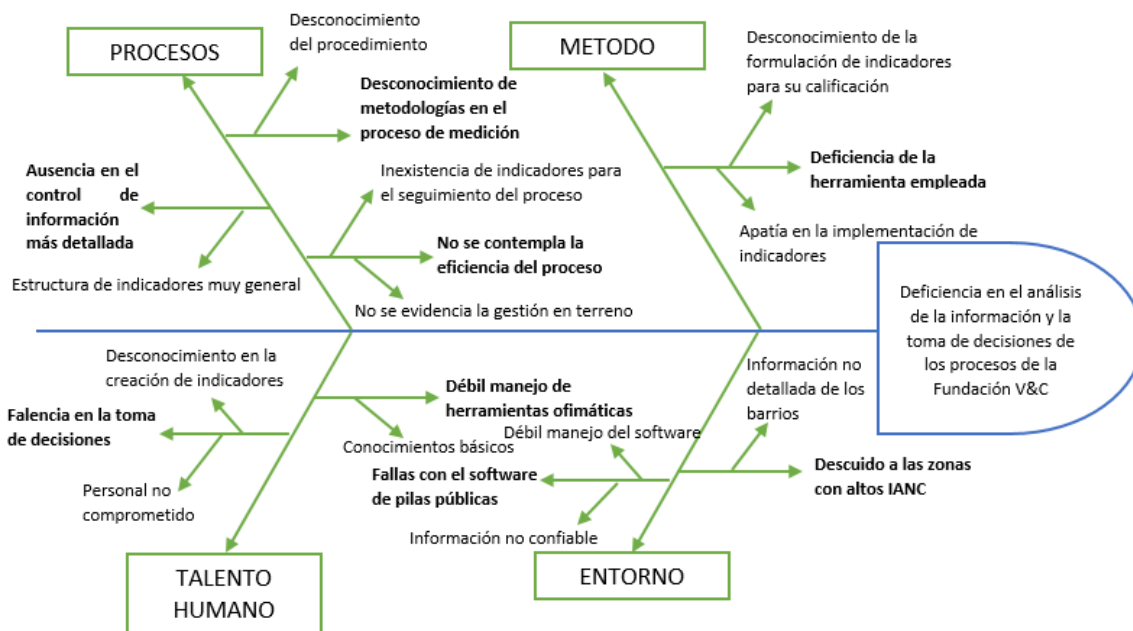 PROCESOS
Desconocimiento
del procedimiento
Desconocimiento de
metodologías en el
proceso de medición
Ausencia en el
control de
información
más detallada
Estructura de indicadores muy general
Inexistencia de indicadores para
el seguimiento del proceso
No se contempla la
eficiencia del proceso
No se evidencia la gestión en terreno
METODO
Desconocimiento de la
formulación de indicadores
para su calificación
Deficiencia de la
herramienta empleada
Apatía en la implementación de
indicadores
Deficiencia en el análisis
de la información y la
toma de decisiones de
los procesos de la
Fundación V&C
Desconocimiento en la
creación de indicadores
Falencia en la toma
de decisiones
Personal no
comprometido
Débil manejo de
herramientas ofimáticas
Conocimientos básicos
TALENTO
HUMANO
Débil manejo del software
Fallas con el software
de pilas públicas
Información no confiable
Información no
detallada de los
barrios
Descuido a las zonas
con altos IANC
ENTORNO